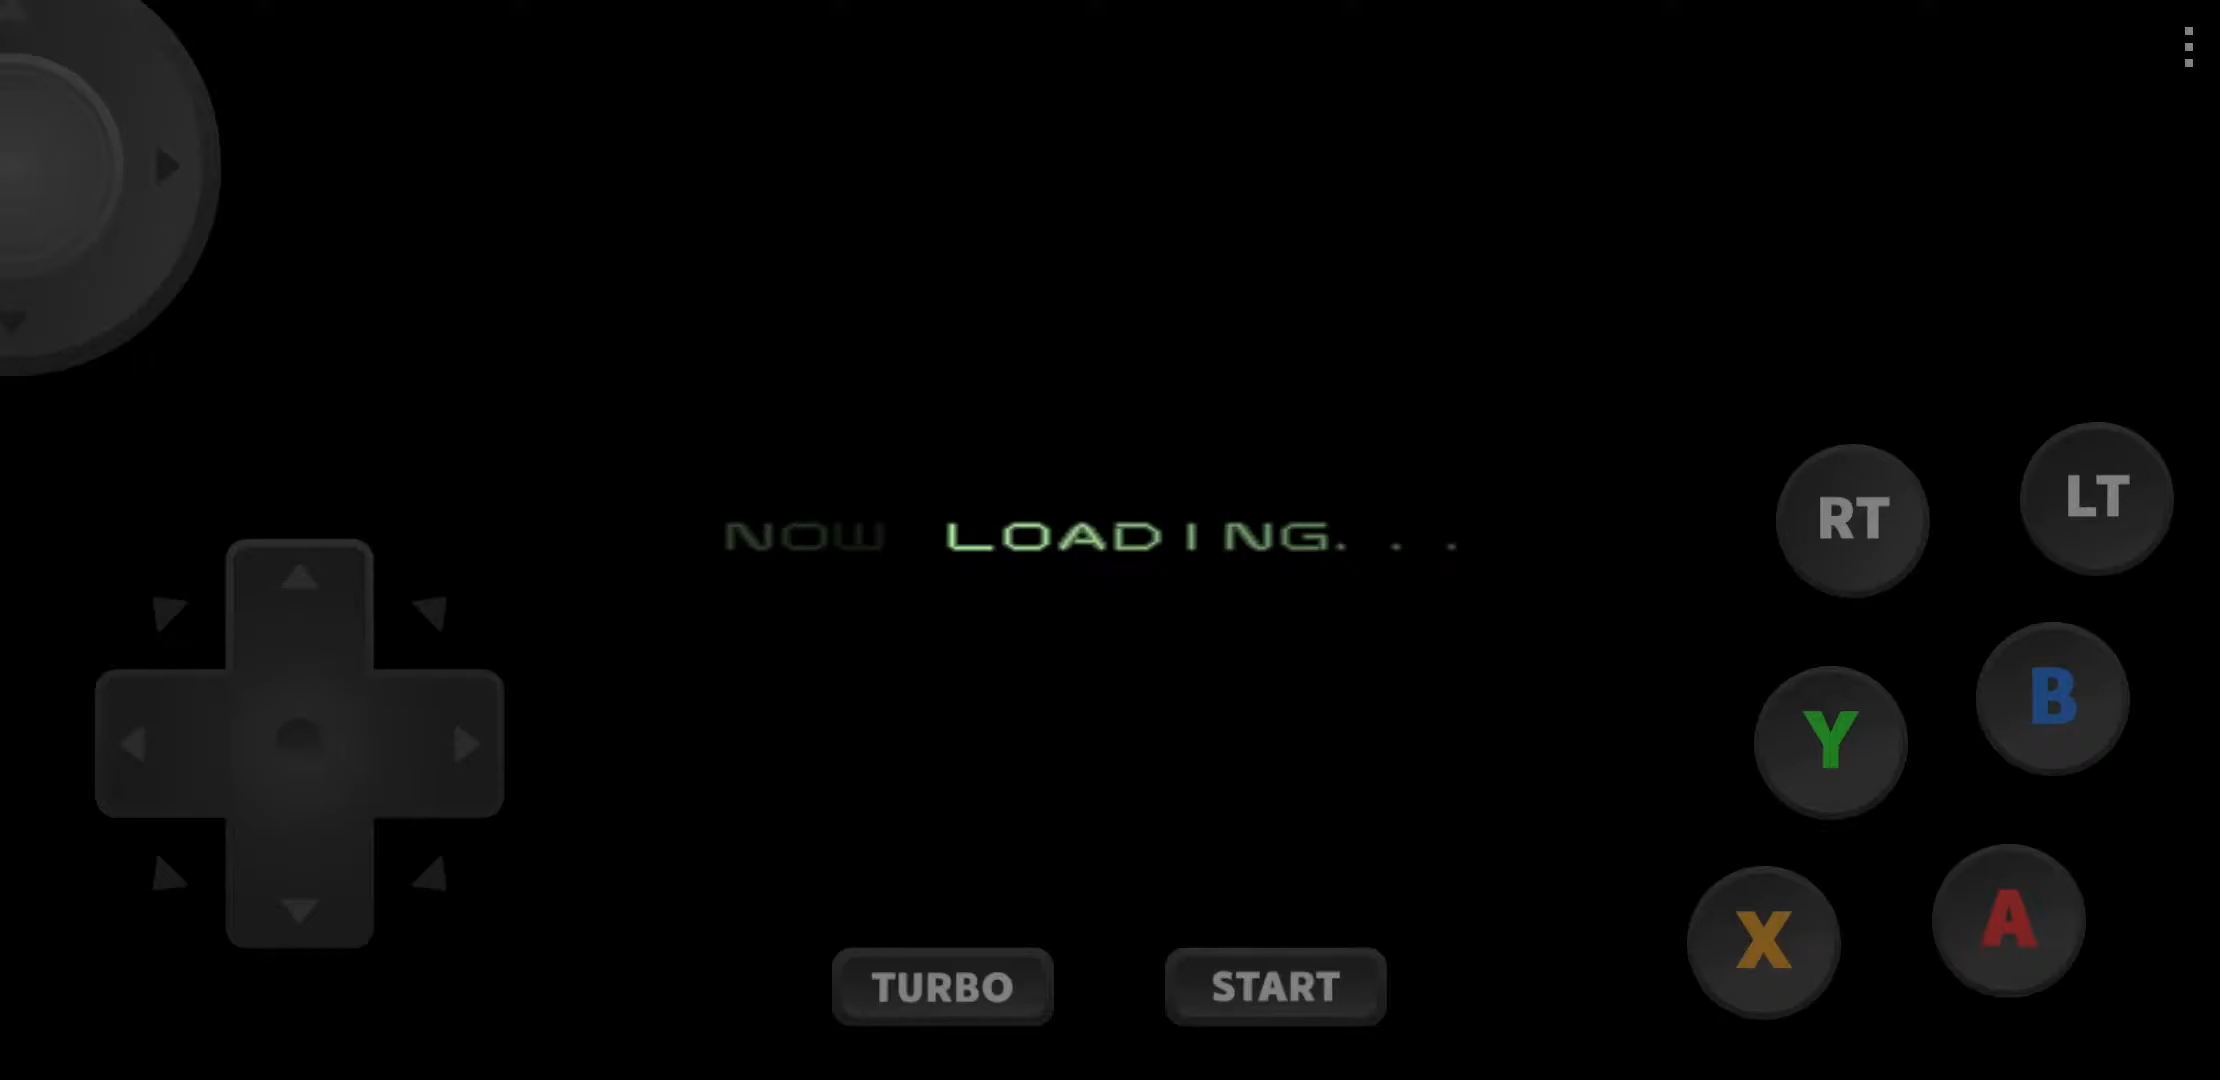 LT
RT
NOW LOADING. . .
B
Y
A
X
TURBO
START